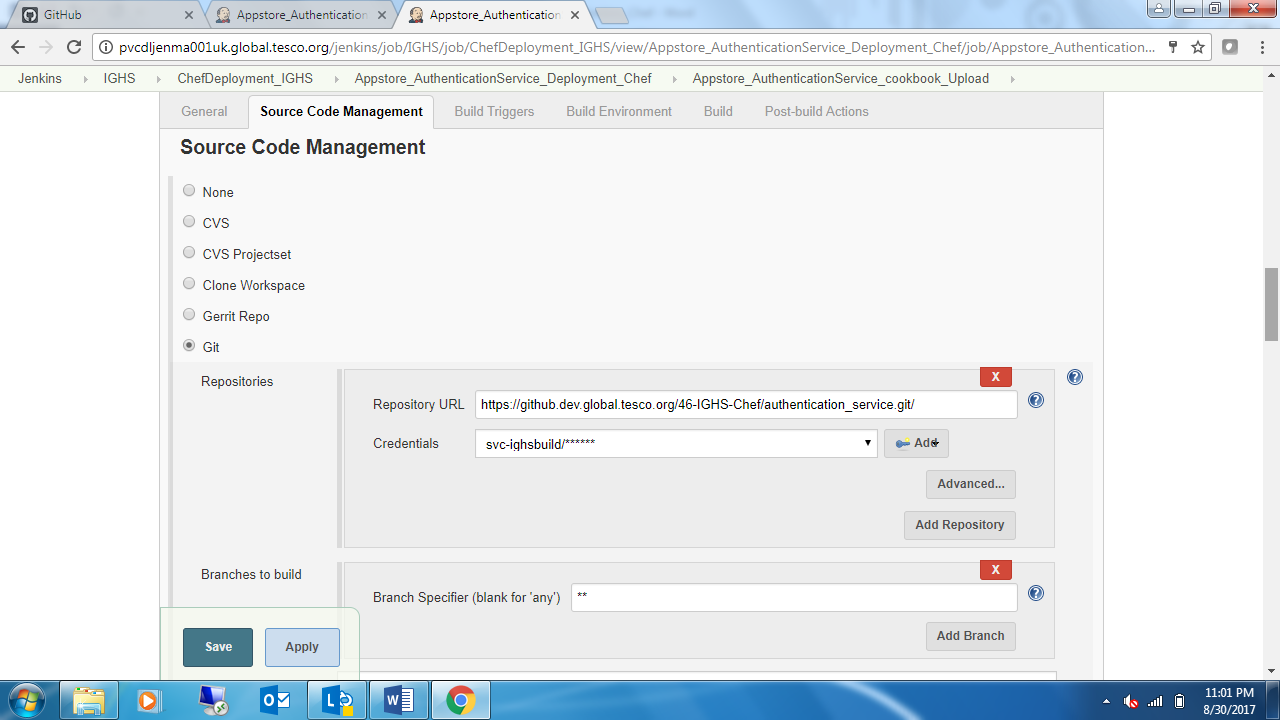 GitHub
Appstore_Authentication
Appstore_Authentication
pvcdljenma001uk.global.tesco.org/jenkins/job/IGHS/job/ChefDeployment_IGHS/view/Appstore_AuthenticationService_Deployment_Chef/job/Appstore_Authentication...
Jenkins IGHS ChefDeployment_IGHS Appstore_AuthenticationService_Deployment_Chef Appstore_AuthenticationService_cookbook_Upload
General Source Code Management Build Triggers Build Environment Build Post-build Actions
Source Code Management
None
CVS
CVS Projectset
Clone Workspace
Gerrit Repo
Git
Repositories
X
Repository URL https://github.dev.global.tesco.org/46-IGHS-Chef/authentication_service.git/
Credentials svc-ighsbuild/****** Add
Advanced...
Add Repository
Branches to build
X
Branch Specifier (blank for 'any') **
Add Branch
Save Apply
11:01 PM
8/30/2017